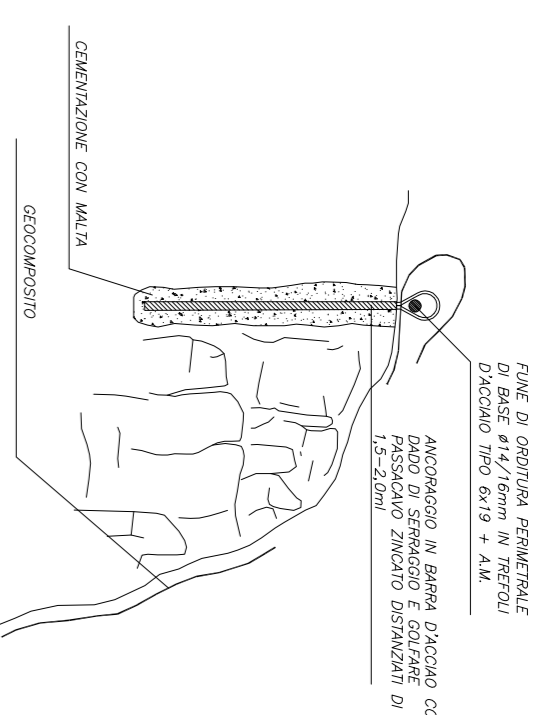 FUNE DI ORDITURA PERIMETRALE
DI BASE ø14/16mm IN TREFOLI
D'ACCIAIO TIPO 6x19 + A.M.
ANCORAGGIO IN BARRA D'ACCIAO CO
DADO DI SERRAGGIO E GOLFARE
PASSACAVO ZINCATO DISTANZIATI DI
1,5-2,0ml
CEMENTAZIONE CON MALTA
GEOCOMPOSITO